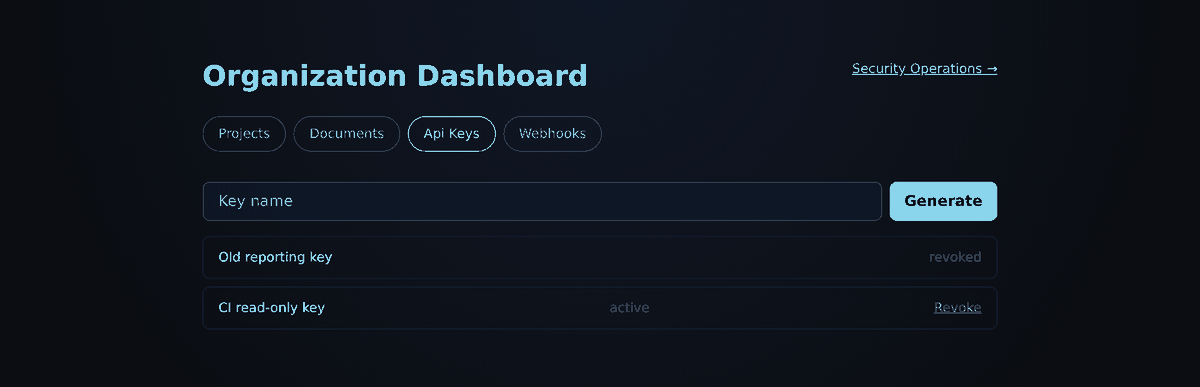 Organization Dashboard
Security Operations →
Projects Documents Api Keys Webhooks
Key name Generate
Old reporting key revoked
CI read-only key active Revoke